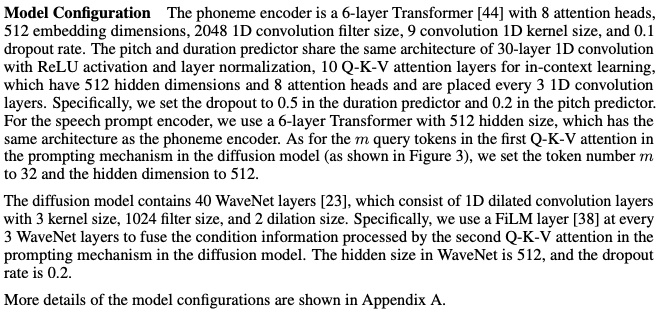 Model Configuration The phoneme encoder is a 6-layer Transformer [44] with 8 attention heads,
512 embedding dimensions, 2048 1D convolution filter size, 9 convolution 1D kernel size, and 0.1
dropout rate. The pitch and duration predictor share the same architecture of 30-layer 1D convolution
with ReLU activation and layer normalization, 10 Q-K-V attention layers for in-context learning,
which have 512 hidden dimensions and 8 attention heads and are placed every 3 1D convolution
layers. Specifically, we set the dropout to 0.5 in the duration predictor and 0.2 in the pitch predictor.
For the speech prompt encoder, we use a 6-layer Transformer with 512 hidden size, which has the
same architecture as the phoneme encoder. As for the m query tokens in the first Q-K-V attention in
the prompting mechanism in the diffusion model (as shown in Figure 3), we set the token number m
to 32 and the hidden dimension to 512.
The diffusion model contains 40 WaveNet layers [23], which consist of 1D dilated convolution layers
with 3 kernel size, 1024 filter size, and 2 dilation size. Specifically, we use a FiLM layer [38] at every
3 WaveNet layers to fuse the condition information processed by the second Q-K-V attention in the
prompting mechanism in the diffusion model. The hidden size in WaveNet is 512, and the dropout
rate is 0.2.
More details of the model configurations are shown in Appendix A.